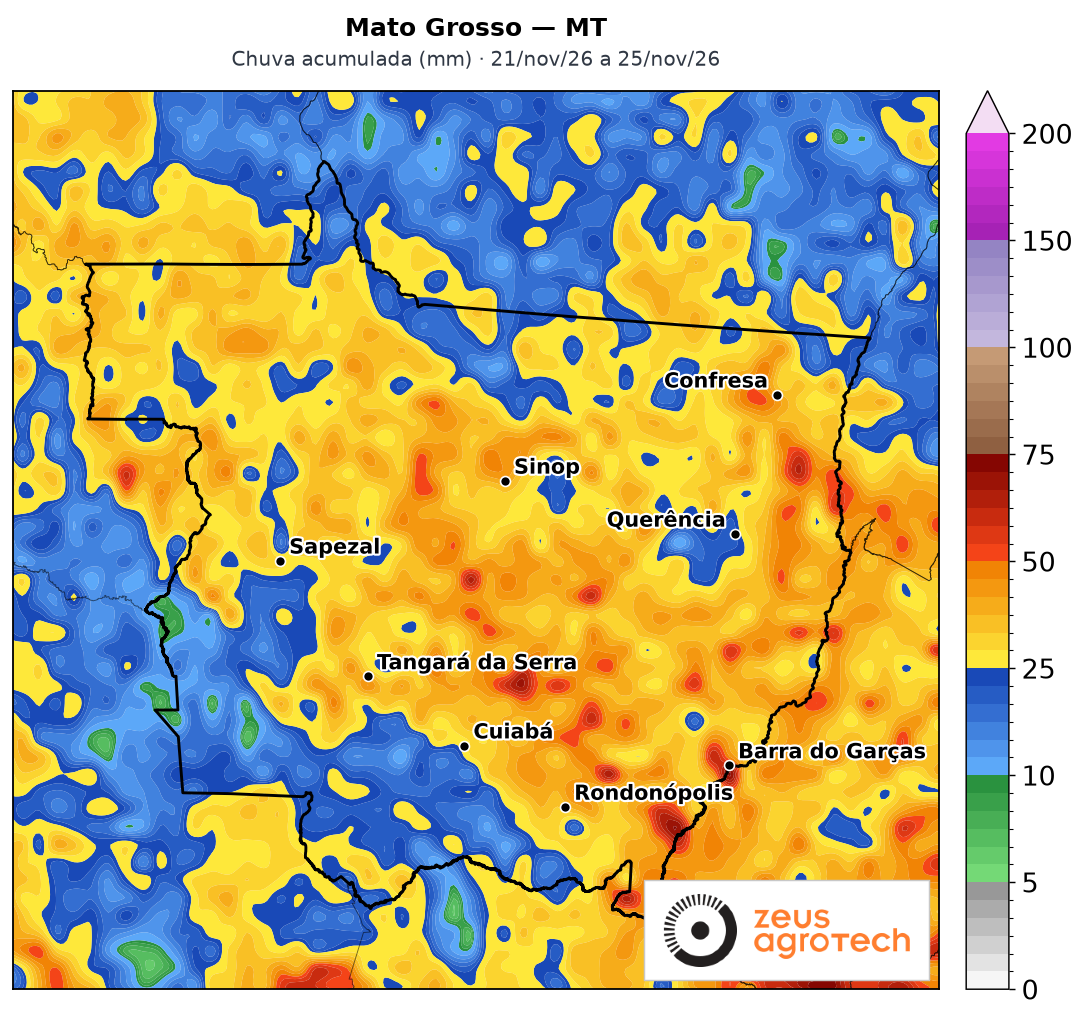 Mato Grosso — MT
Chuva acumulada (mm) · 21/nov/26 a 25/nov/26
200
150
100
75
50
25
10
5
0
Confresa
Sinop
Querência
Sapezal
Tangará da Serra
Cuiabá
Barra do Garças
Rondonópolis
zeus
agrotech